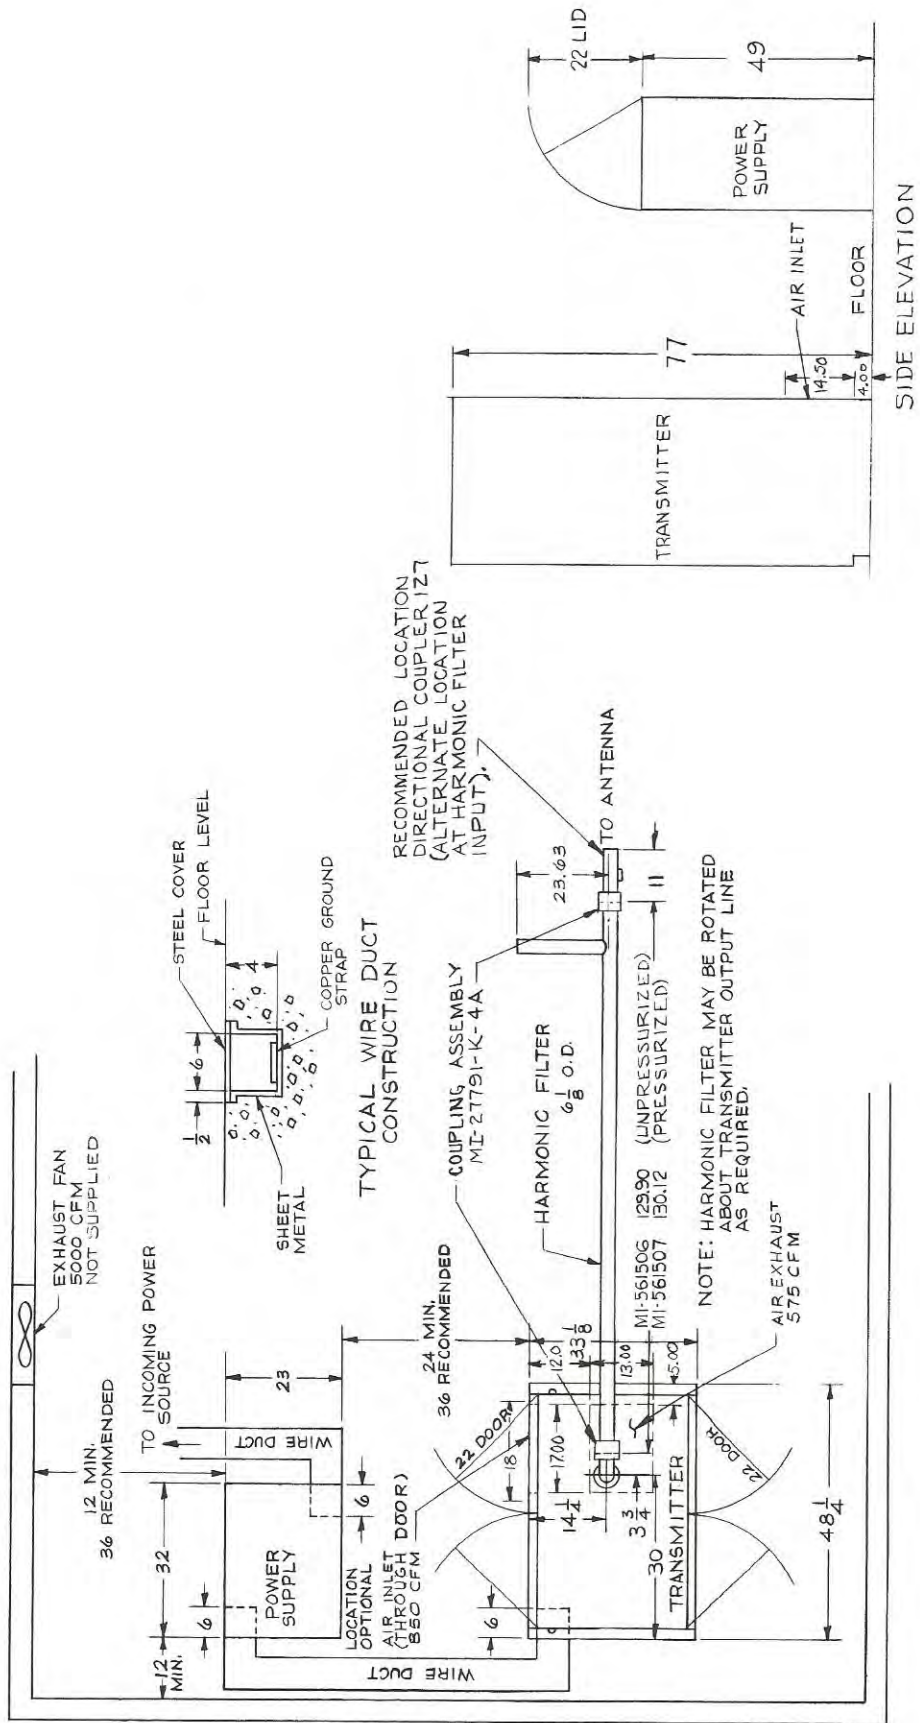 EXHAUST FAN
5000 CFM
NOT SUPPLIED
12 MIN.
36 RECOMMENDED
TO INCOMING POWER
SOURCE
32
6
23
WIRE DUCT
POWER
SUPPLY
12
MIN.
6
LOCATION
OPTIONAL
AIR INLET
(THROUGH DOOR)
850 CFM
WIRE DUCT
24 MIN.
36 RECOMMENDED
STEEL COVER
FLOOR LEVEL
1/2
6
4
SHEET
METAL
COPPER GROUND
STRAP
TYPICAL WIRE DUCT
CONSTRUCTION
RECOMMENDED LOCATION
DIRECTIONAL COUPLER 1Z7
(ALTERNATE LOCATION
AT HARMONIC FILTER
INPUT).
COUPLING ASSEMBLY
MI-27791-K-4A
HARMONIC FILTER
6 1/8 O.D.
23.63
TO ANTENNA
11
MI-561506 129.90 (UNPRESSURIZED)
MI-561507 130.12 (PRESSURIZED)
NOTE: HARMONIC FILTER MAY BE ROTATED
ABOUT TRANSMITTER OUTPUT LINE
AS REQUIRED.
22 DOOR
18
17.00
12.0
33 1/8
13.00
5.00
14 1/4
3 3/4
6
30
TRANSMITTER
22 DOOR
48 1/4
AIR EXHAUST
575 CFM
TRANSMITTER
77
14.50
4.00
AIR INLET
FLOOR
POWER
SUPPLY
22 LID
49
SIDE ELEVATION